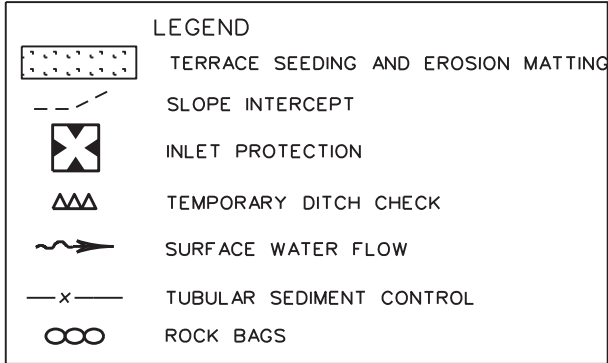 LEGEND
TERRACE SEEDING AND EROSION MATTING
SLOPE INTERCEPT
INLET PROTECTION
TEMPORARY DITCH CHECK
SURFACE WATER FLOW
x TUBULAR SEDIMENT CONTROL
ROCK BAGS